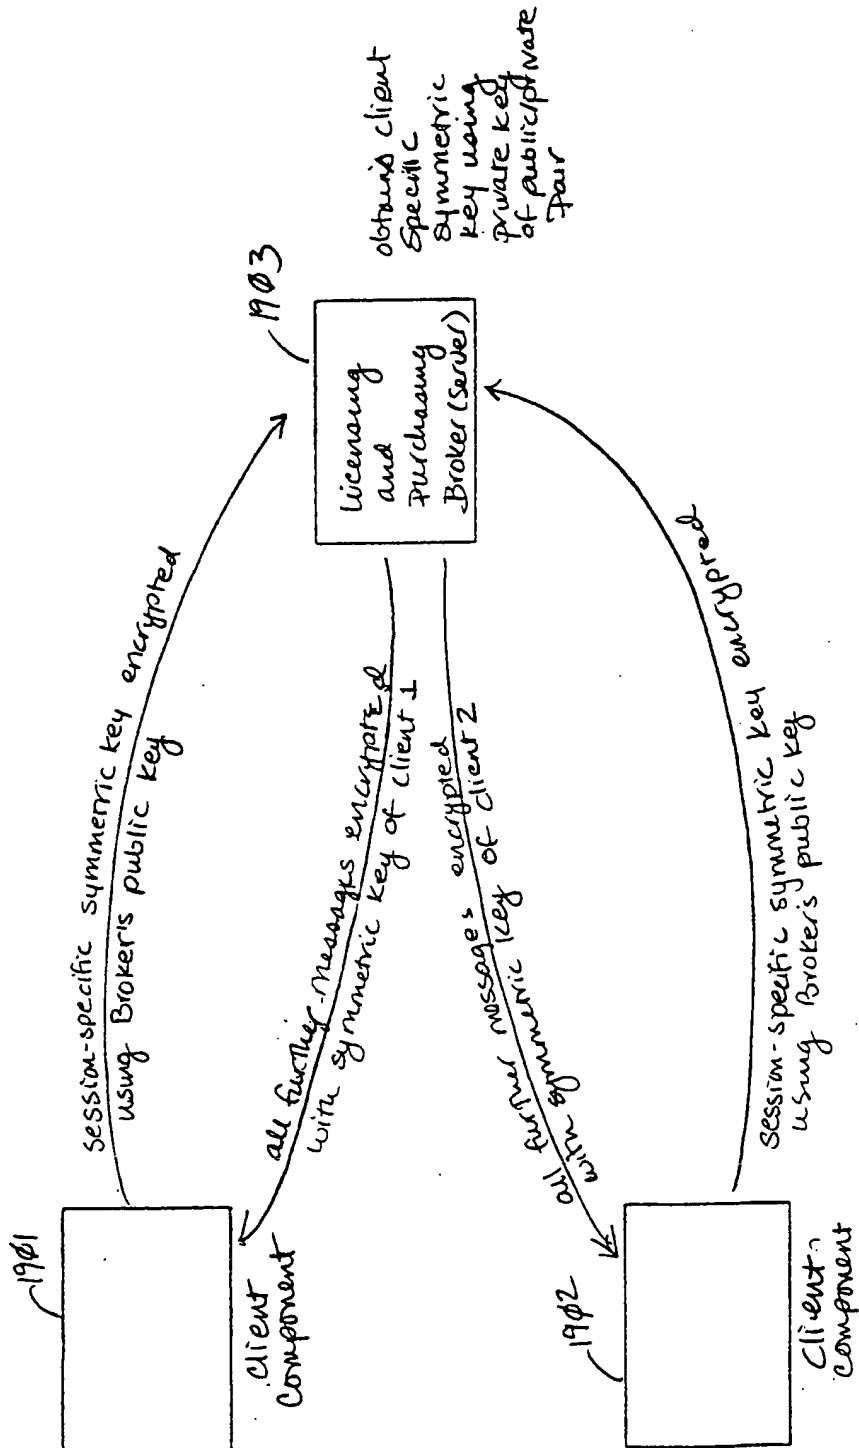 1901
Client
Component
session-specific symmetric key encrypted
using Broker's public key
1903
Licensing
and
Purchasing
Broker (server)
obtains client
specific
symmetric
key using
private key
of public/private
pair
all further messages encrypted
with symmetric key of client 1
all further messages encrypted
with symmetric key of client 2
1902
Client
component
session-specific symmetric key encrypted
using Broker's public key